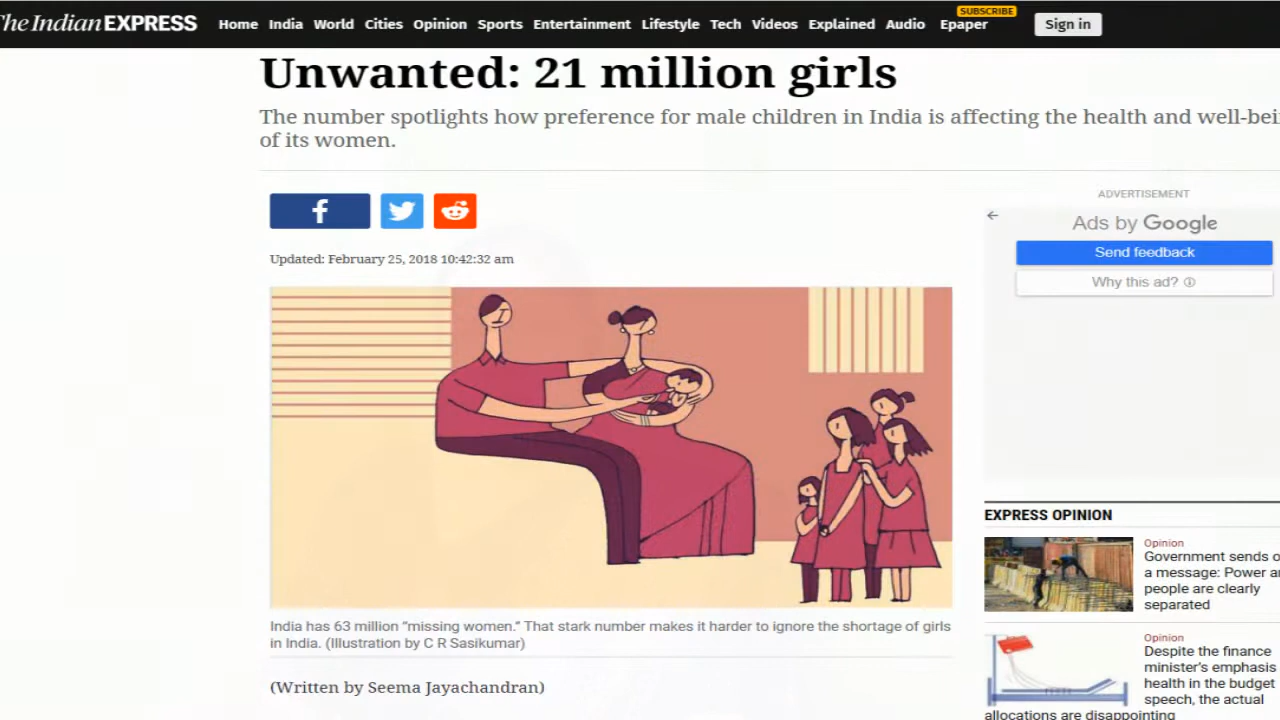 The Indian EXPRESS
Home India World Cities Opinion Sports Entertainment Lifestyle Tech Videos Explained Audio Epaper
SUBSCRIBE
Sign in
Unwanted: 21 million girls
The number spotlights how preference for male children in India is affecting the health and well-bei
of its women.
f
Updated: February 25, 2018 10:42:32 am
India has 63 million “missing women.” That stark number makes it harder to ignore the shortage of girls
in India. (Illustration by C R Sasikumar)
(Written by Seema Jayachandran)
ADVERTISEMENT
Ads by Google
Send feedback
Why this ad?
EXPRESS OPINION
Opinion
Government sends o
a message: Power a
people are clearly
separated
Opinion
Despite the finance
minister's emphasis
health in the budget
speech, the actual
allocations are disappointing